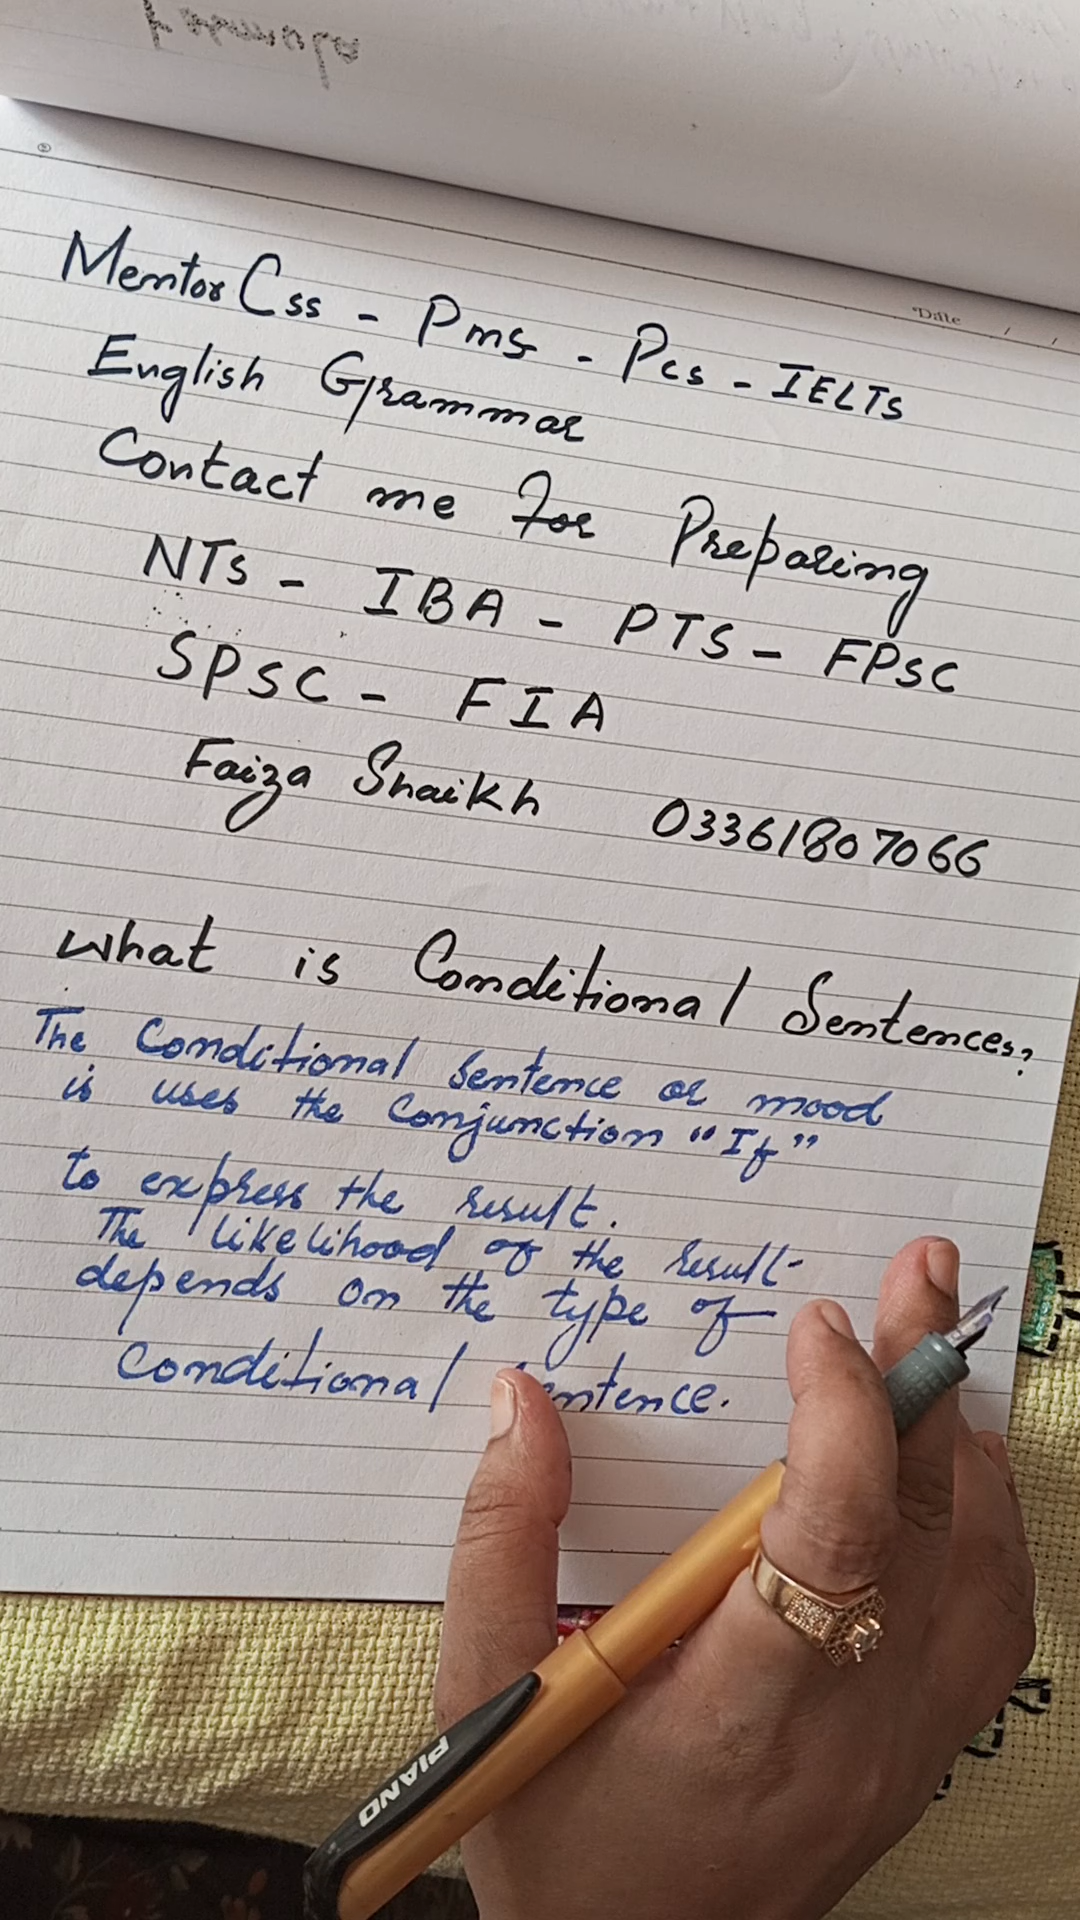 Formula
Date / /
Mentor Css - Pms - Pcs - IELTS
English Grammar
Contact me For Preparing
NTs - IBA - PTS - FPSC
SPSC - FIA
Faiza Shaikh 03361807066
What is Conditional Sentences?
The Conditional Sentence or mood
is uses the Conjunction "If"
to express the result.
The likelihood of the result
depends on the type of
Conditional entence.
PIANO